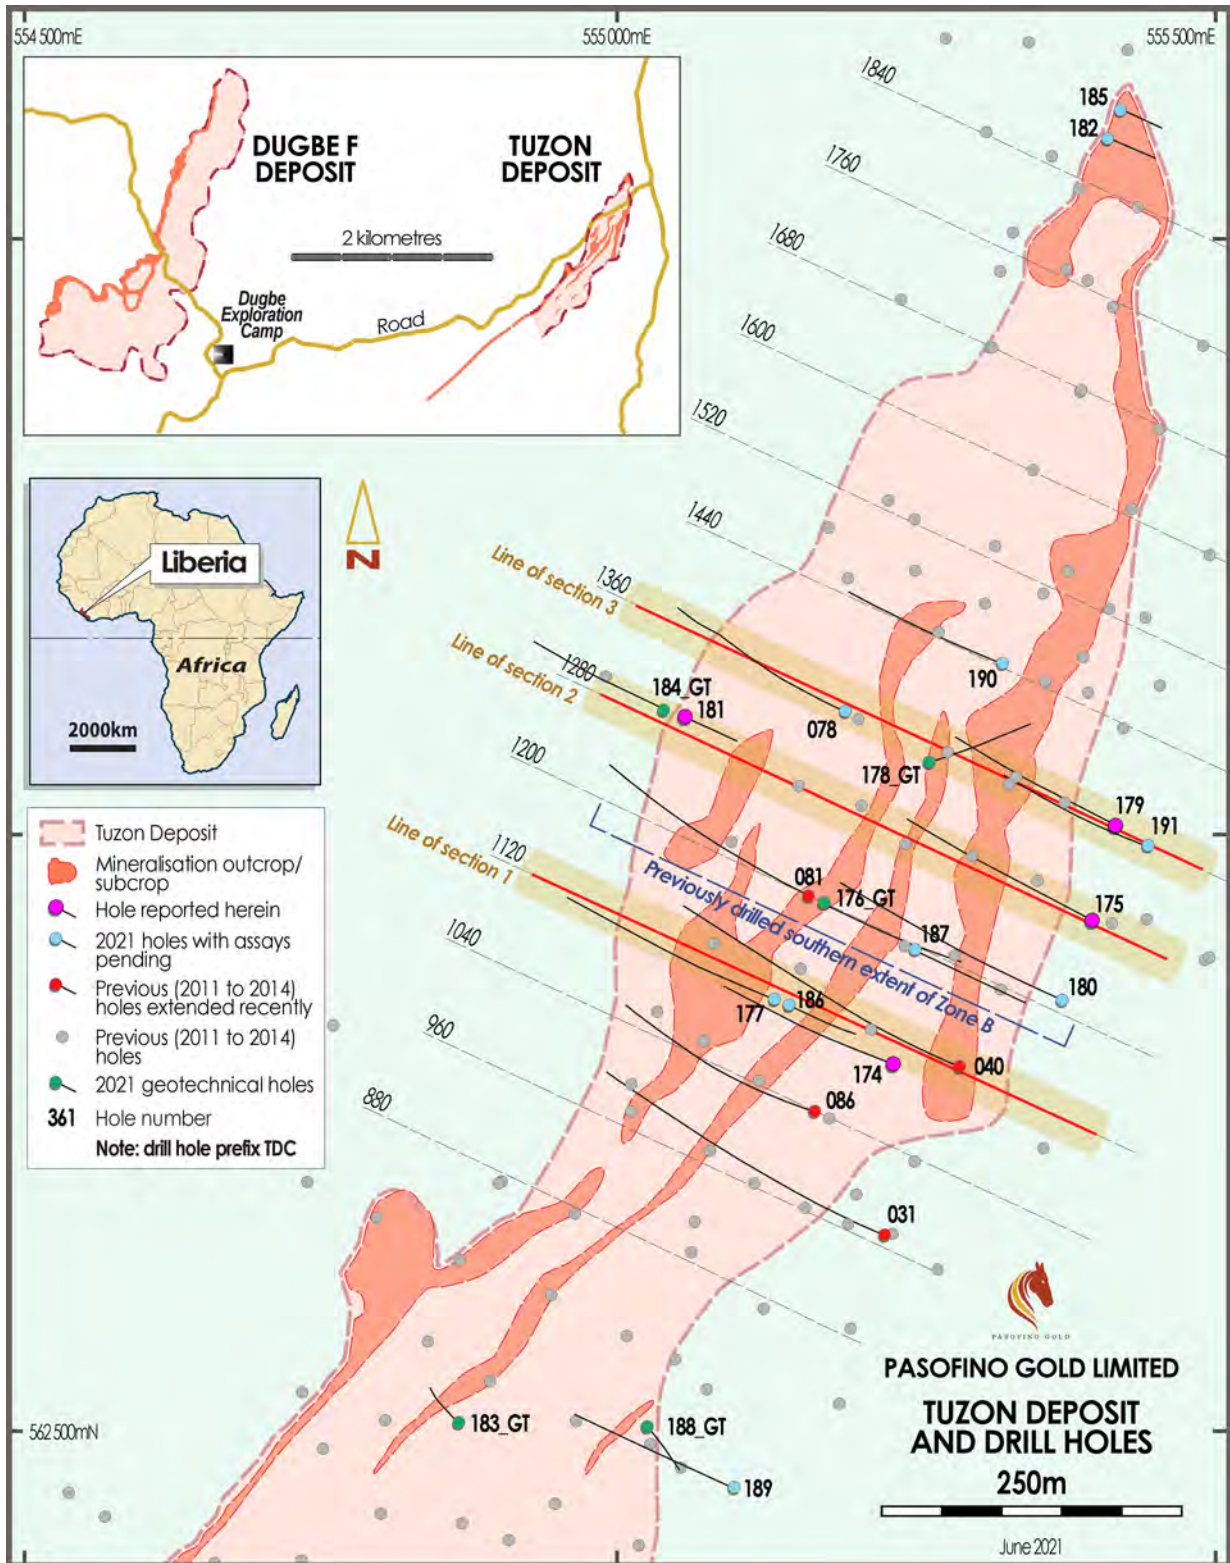 554 500mE
555 000mE
555 500mE
DUGBE F
DEPOSIT
TUZON
DEPOSIT
2 kilometres
Dugbe
Exploration
Camp
Road
1840
185
182
1760
1680
1600
1520
1440
Line of section 3
1360
Line of section 2
1280
184_GT
181
078
190
178_GT
179
191
1200
Line of section 1
1120
081
176_GT
175
Previously drilled southern extent of Zone B
187
180
1040
177
186
174
040
086
960
880
031
N
Liberia
Africa
2000km
Tuzon Deposit
Mineralisation outcrop/
subcrop
Hole reported herein
2021 holes with assays
pending
Previous (2011 to 2014)
holes extended recently
Previous (2011 to 2014)
holes
2021 geotechnical holes
361 Hole number
Note: drill hole prefix TDC
562 500mN
183_GT
188_GT
189
PASOFINO GOLD
PASOFINO GOLD LIMITED
TUZON DEPOSIT
AND DRILL HOLES
250m
June 2021